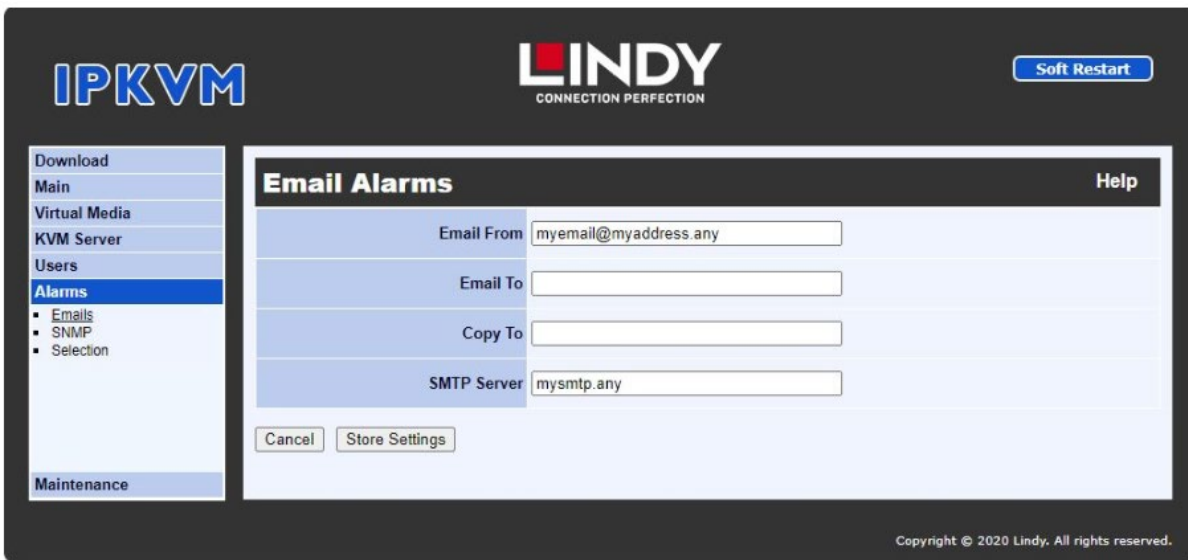 IPKVM
LINDY
CONNECTION PERFECTION
Soft Restart
Download
Main
Virtual Media
KVM Server
Users
Alarms
Emails
SNMP
Selection
Maintenance
Email Alarms
Help
Email From myemail@myaddress.any
Email To
Copy To
SMTP Server mysmtp.any
Cancel Store Settings
Copyright © 2020 Lindy. All rights reserved.